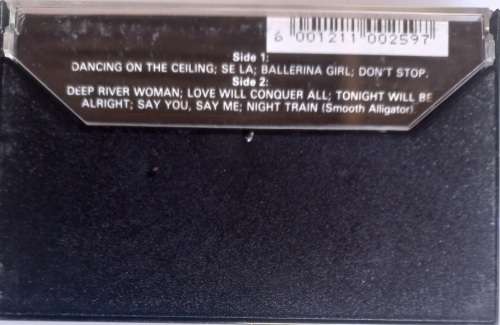 6 001211 002597
Side 1:
DANCING ON THE CEILING; SE LA; BALLERINA GIRL; DON'T STOP.
Side 2:
DEEP RIVER WOMAN; LOVE WILL CONQUER ALL; TONIGHT WILL BE
ALRIGHT; SAY YOU, SAY ME; NIGHT TRAIN (Smooth Alligator)